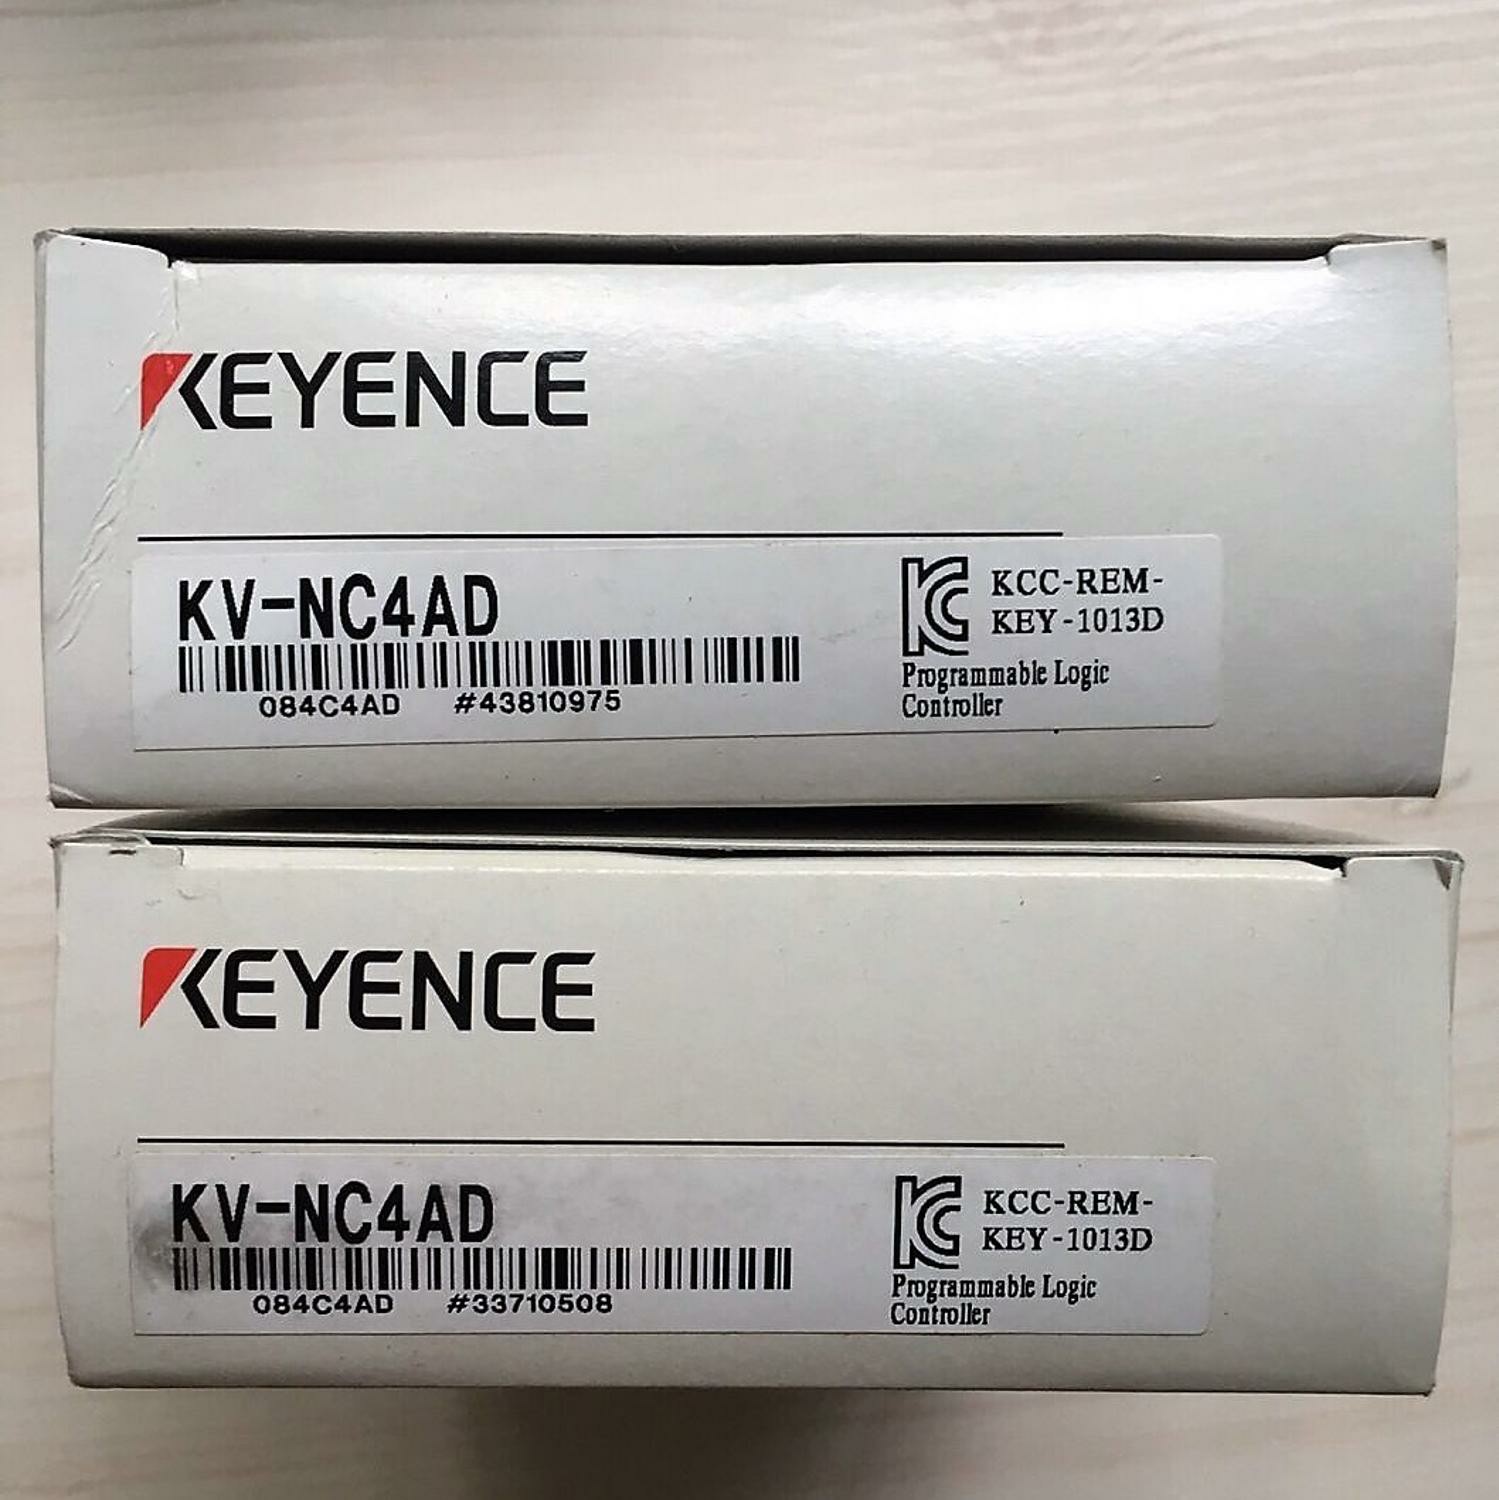 KEYENCE
KV-NC4AD
084C4AD #43810975
KCC-REM-
KEY-1013D
Programmable Logic
Controller
KEYENCE
KV-NC4AD
084C4AD #33710508
KCC-REM-
KEY-1013D
Programmable Logic
Controller